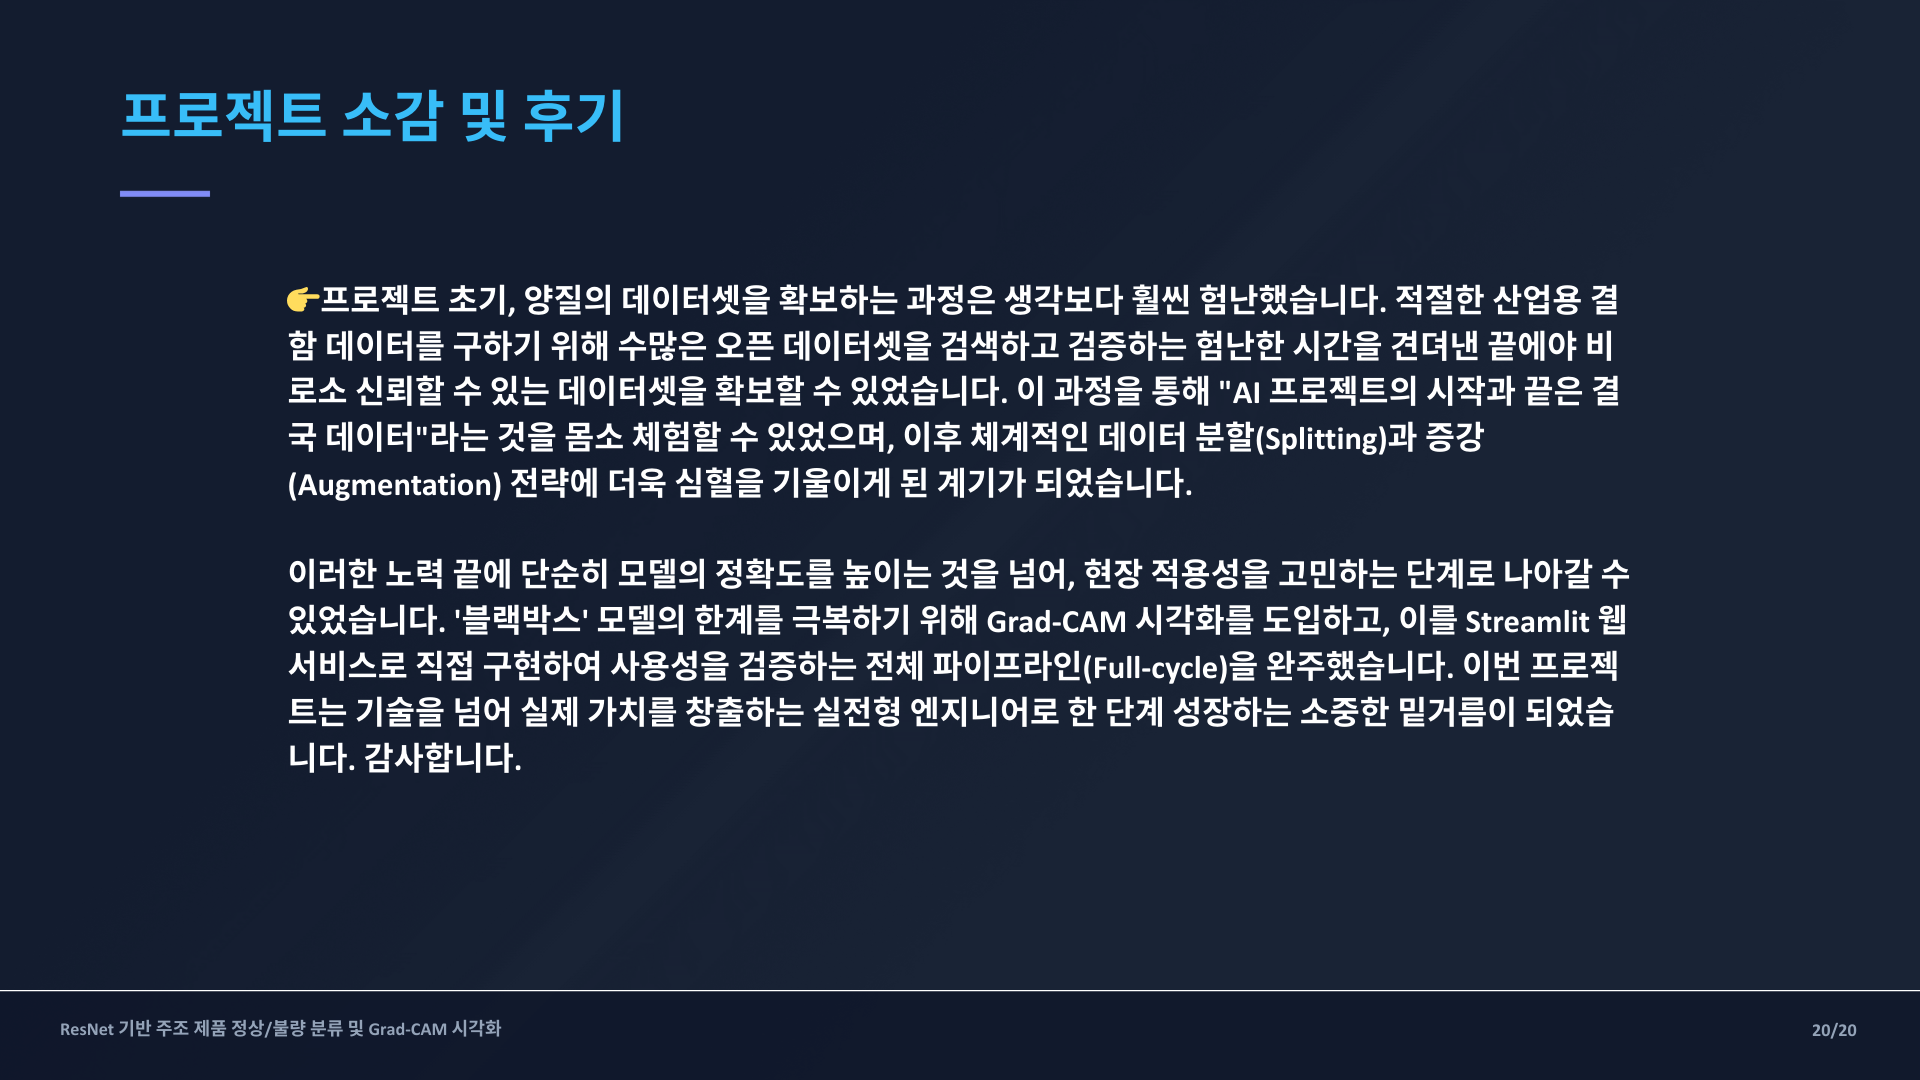 프로젝트 소감 및 후기
👉프로젝트 초기, 양질의 데이터셋을 확보하는 과정은 생각보다 훨씬 험난했습니다. 적절한 산업용 결
함 데이터를 구하기 위해 수많은 오픈 데이터셋을 검색하고 검증하는 험난한 시간을 견뎌낸 끝에야 비
로소 신뢰할 수 있는 데이터셋을 확보할 수 있었습니다. 이 과정을 통해 "AI 프로젝트의 시작과 끝은 결
국 데이터"라는 것을 몸소 체험할 수 있었으며, 이후 체계적인 데이터 분할(Splitting)과 증강
(Augmentation) 전략에 더욱 심혈을 기울이게 된 계기가 되었습니다.
이러한 노력 끝에 단순히 모델의 정확도를 높이는 것을 넘어, 현장 적용성을 고민하는 단계로 나아갈 수
있었습니다. '블랙박스' 모델의 한계를 극복하기 위해 Grad-CAM 시각화를 도입하고, 이를 Streamlit 웹
서비스로 직접 구현하여 사용성을 검증하는 전체 파이프라인(Full-cycle)을 완주했습니다. 이번 프로젝
트는 기술을 넘어 실제 가치를 창출하는 실전형 엔지니어로 한 단계 성장하는 소중한 밑거름이 되었습
니다. 감사합니다.
ResNet 기반 주조 제품 정상/불량 분류 및 Grad-CAM 시각화
20/20